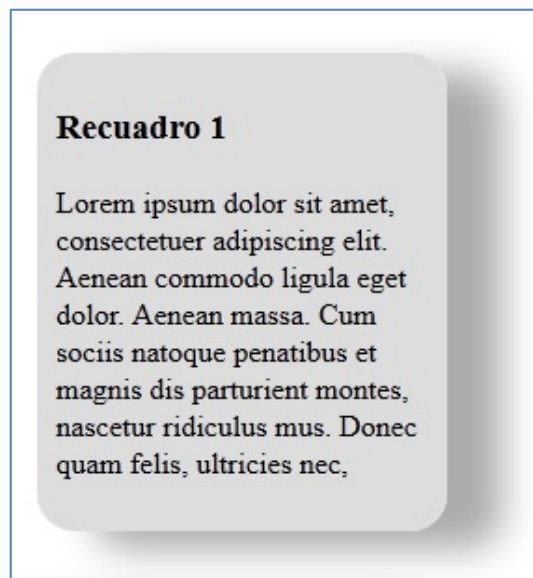 Recuadro 1
Lorem ipsum dolor sit amet,
consectetuer adipiscing elit.
Aenean commodo ligula eget
dolor. Aenean massa. Cum
sociis natoque penatibus et
magnis dis parturient montes,
nascetur ridiculus mus. Donec
quam felis, ultricies nec,